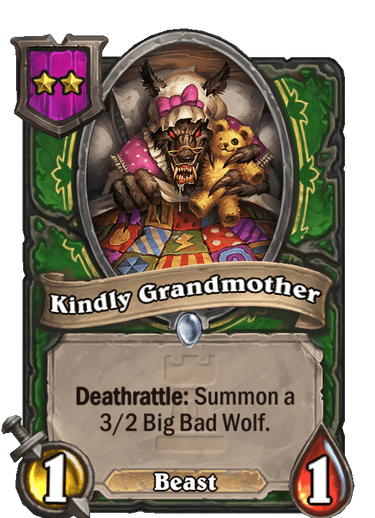 Kindly Grandmother
Deathrattle: Summon a
3/2 Big Bad Wolf.
1
Beast
1